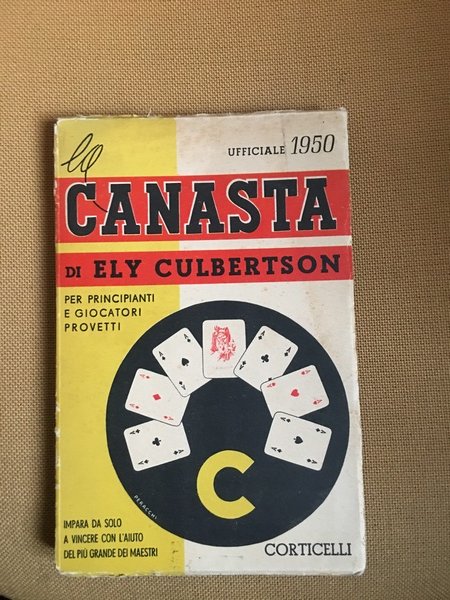 UFFICIALE 1950
la
CANASTA
DI ELY CULBERTSON
PER PRINCIPIANTI
E GIOCATORI
PROVETTI
C
PERACCHI
IMPARA DA SOLO
A VINCERE CON L'AIUTO
DEL PIÙ GRANDE DEI MAESTRI
CORTICELLI